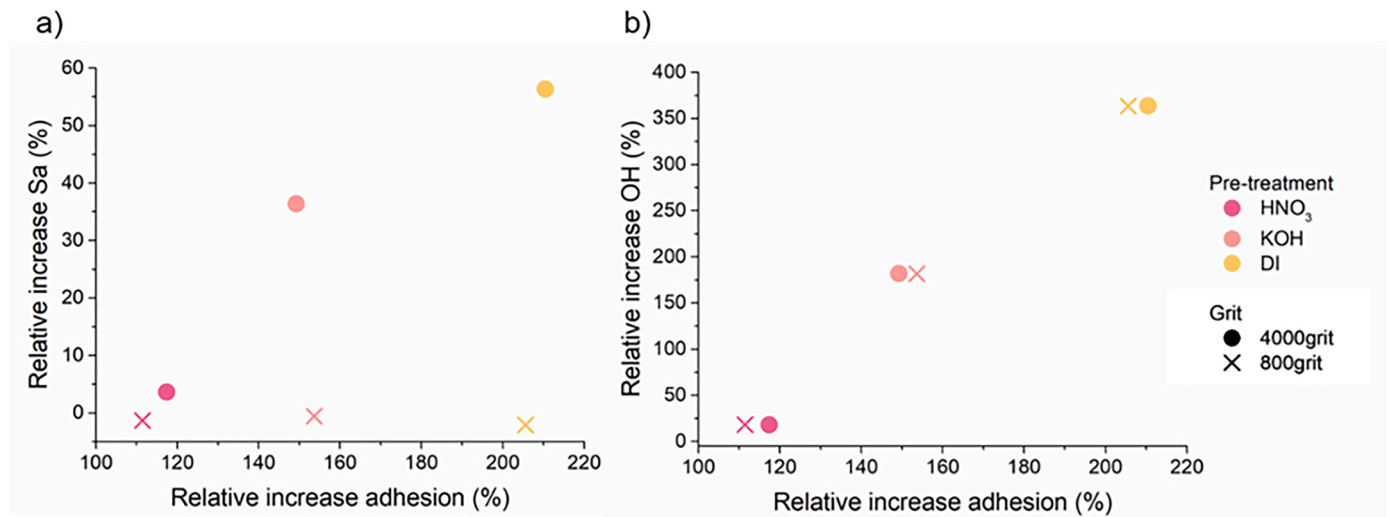 a)
60
50
40
30
20
10
0
Relative increase Sa (%)
100 120 140 160 180 200 220
Relative increase adhesion (%)
b)
400
350
300
250
200
150
100
50
0
Relative increase OH (%)
100 120 140 160 180 200 220
Relative increase adhesion (%)
Pre-treatment
HNO₃
KOH
DI
Grit
4000grit
800grit